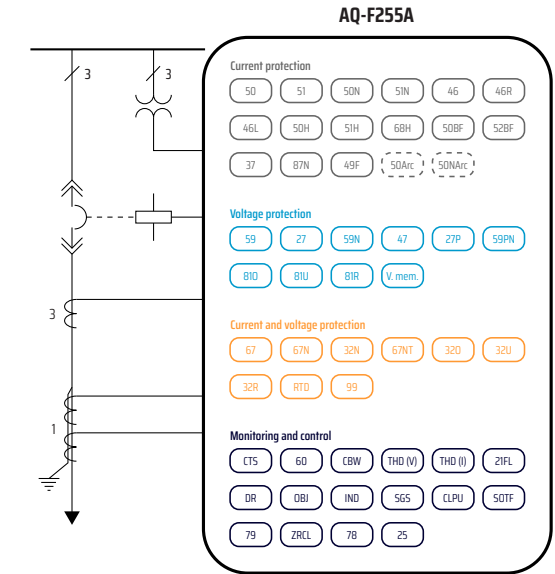 AQ-F255A
3 3
Current protection
50 51 50N 51N 46 46R
46L 50H 51H 68H 50BF 52BF
37 87N 49F 50Arc 50NArc
Voltage protection
59 27 59N 47 27P 59PN
81O 81U 81R V. mem.
3
Current and voltage protection
67 67N 32N 67NT 32O 32U
32R RTD 99
1
Monitoring and control
CTS 60 CBW THD (V) THD (I) 21FL
DR OBJ IND SGS CLPU SOTF
79 ZRCL 78 25